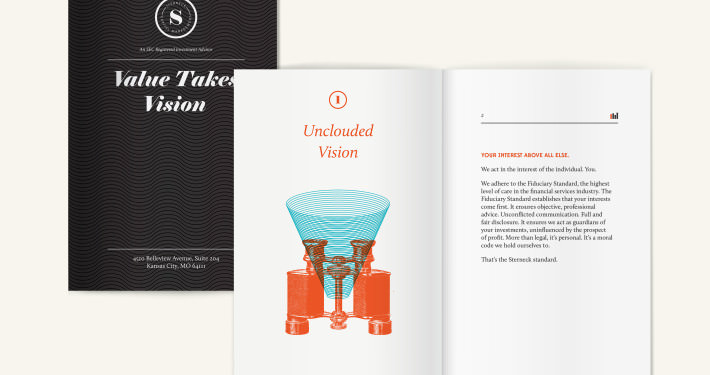 S
An SEC Registered Investment Advisor
Value Takes
Vision
4510 Belleview Avenue, Suite 204
Kansas City, MO 64111
1
Unclouded
Vision
2
YOUR INTEREST ABOVE ALL ELSE.
We act in the interest of the individual. You.
We adhere to the Fiduciary Standard, the highest
level of care in the financial services industry. The
Fiduciary Standard establishes that your interests
come first. It ensures objective, professional
advice. Unconflicted communication. Full and
fair disclosure. It ensures we act as guardians of
your investments, uninfluenced by the prospect
of profit. More than legal, it's personal. It's a moral
code we hold ourselves to.
That's the Sterneck standard.